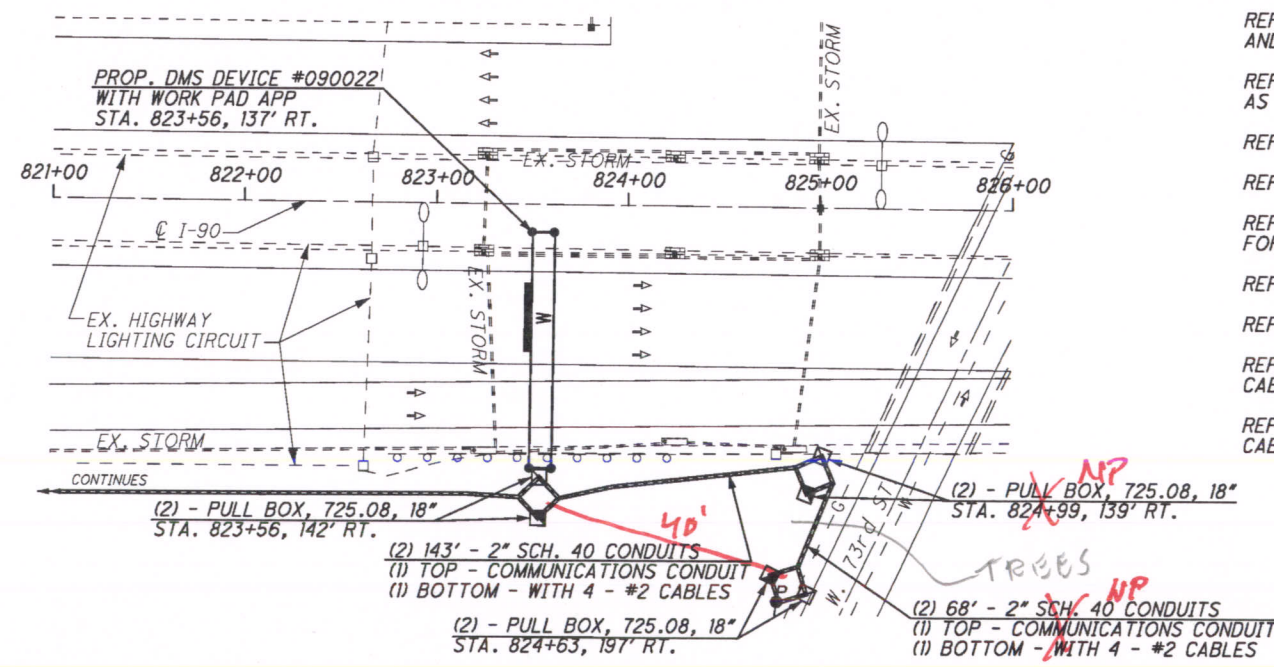 REF
AND
EX. STORM
PROP. DMS DEVICE #090022
WITH WORK PAD APP
STA. 823+56, 137' RT.
REF
AS
REF
EX. STORM
821+00 822+00 823+00 824+00 825+00 826+00
REF
℄ I-90
REF
FOR
EX. STORM
REF
W
EX. HIGHWAY
LIGHTING CIRCUIT
REF
REF
CAB
EX. STORM
REF
CAB
CONTINUES
(2) - PULL BOX, 725.08, 18"
STA. 823+56, 142' RT.
NP
(2) - PULL BOX, 725.08, 18"
STA. 824+99, 139' RT.
40'
(2) 143' - 2" SCH. 40 CONDUITS
(1) TOP - COMMUNICATIONS CONDUIT
(1) BOTTOM - WITH 4 - #2 CABLES
G
W. 73rd ST
W
TREES
P
NP
(2) 68' - 2" SCH. 40 CONDUITS
(1) TOP - COMMUNICATIONS CONDUIT
(1) BOTTOM - WITH 4 - #2 CABLES
(2) - PULL BOX, 725.08, 18"
STA. 824+63, 197' RT.